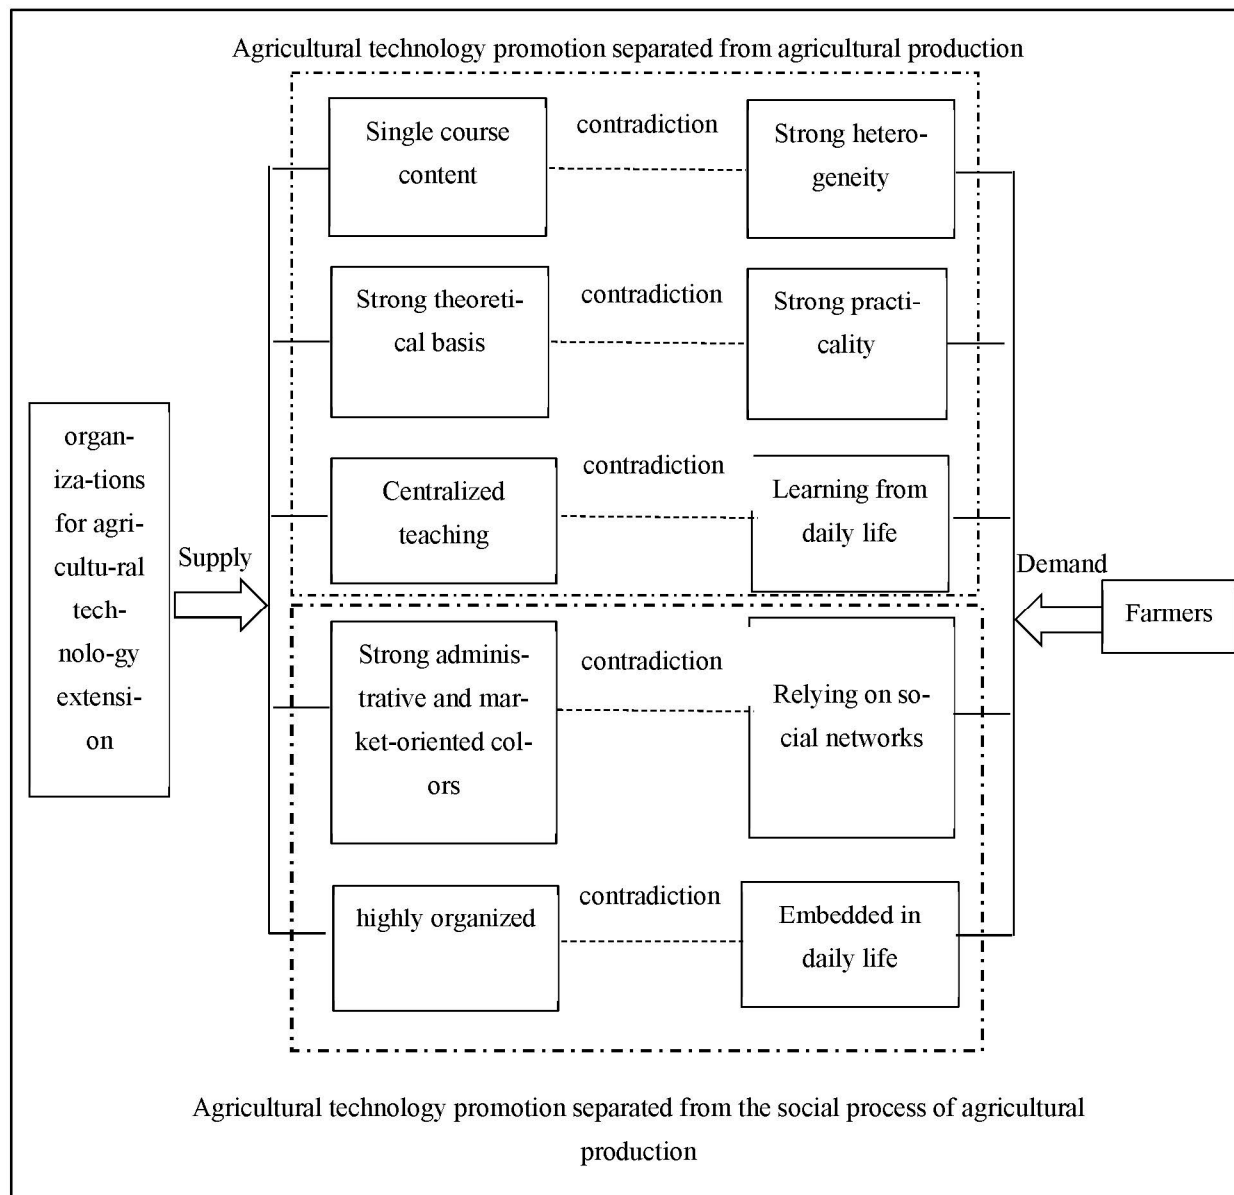 Agricultural technology promotion separated from agricultural production
Single course
content
contradiction
Strong hetero-
geneity
Strong theoreti-
cal basis
contradiction
Strong practi-
cality
Centralized
teaching
contradiction
Learning from
daily life
organ-
iza-tions
for agri-
cultu-ral
tech-
nolo-gy
extensi-
on
Supply
Demand
Farmers
Strong adminis-
trative and mar-
ket-oriented col-
ors
contradiction
Relying on so-
cial networks
highly organized
contradiction
Embedded in
daily life
Agricultural technology promotion separated from the social process of agricultural
production